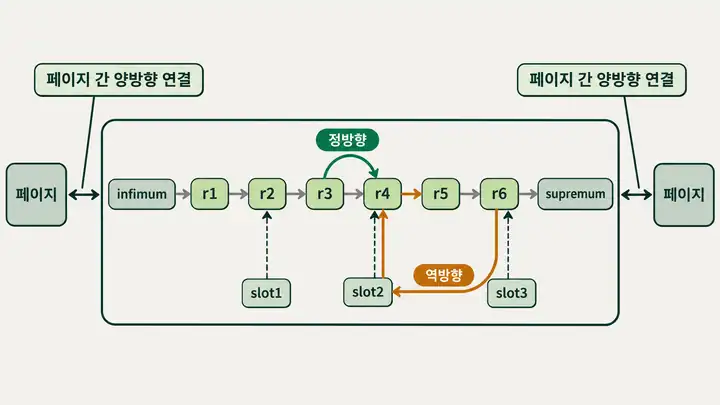 페이지 간 양방향 연결
페이지 간 양방향 연결
정방향
페이지
infimum
r1
r2
r3
r4
r5
r6
supremum
페이지
역방향
slot1
slot2
slot3